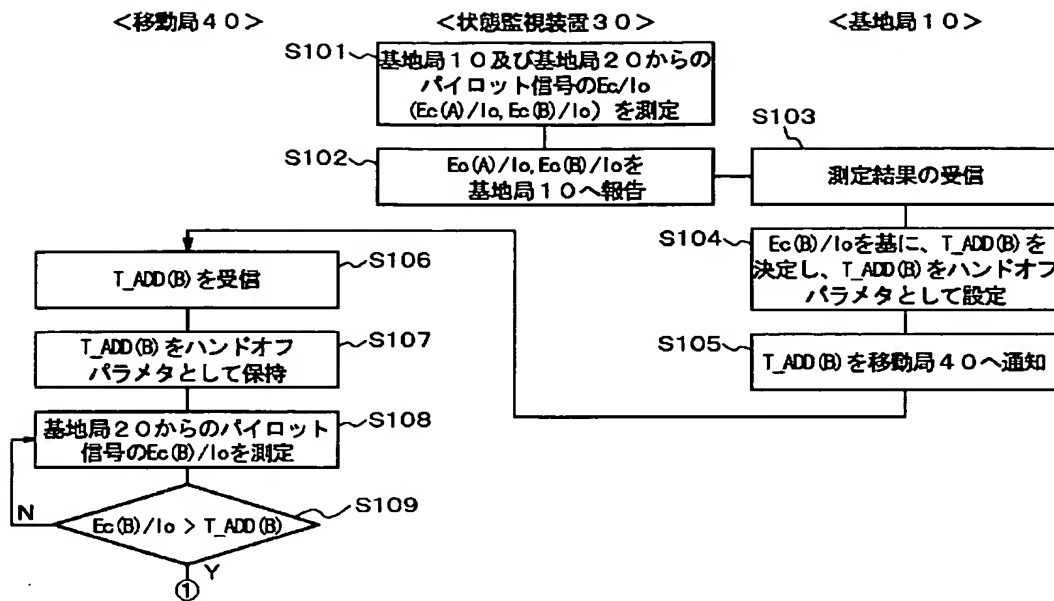 <移動局40>
<状態監視装置30>
<基地局10>
S101
基地局10及び基地局20からの
パイロット信号のEc/Io
(Ec(A)/Io,Ec(B)/Io)を測定
S102
Ec(A)/Io,Ec(B)/Ioを
基地局10へ報告
S103
測定結果の受信
S104
Ec(B)/Ioを基に、T_ADD(B)を
決定し、T_ADD(B)をハンドオフ
パラメタとして設定
S105
T_ADD(B)を移動局40へ通知
S106
T_ADD(B)を受信
S107
T_ADD(B)をハンドオフ
パラメタとして保持
S108
基地局20からのパイロット
信号のEc(B)/Ioを測定
S109
Ec(B)/Io > T_ADD(B)
N
Y
①